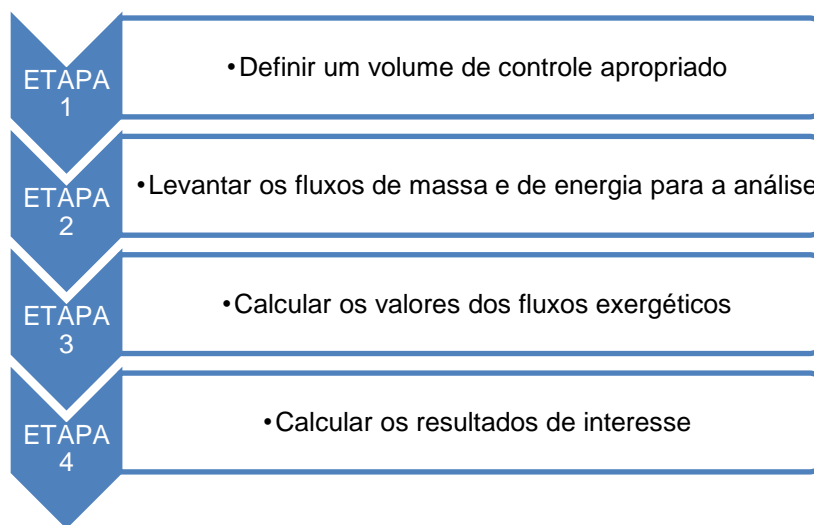 ETAPA
1
•Definir um volume de controle apropriado
ETAPA
2
•Levantar os fluxos de massa e de energia para a análise
ETAPA
3
•Calcular os valores dos fluxos exergéticos
ETAPA
4
•Calcular os resultados de interesse